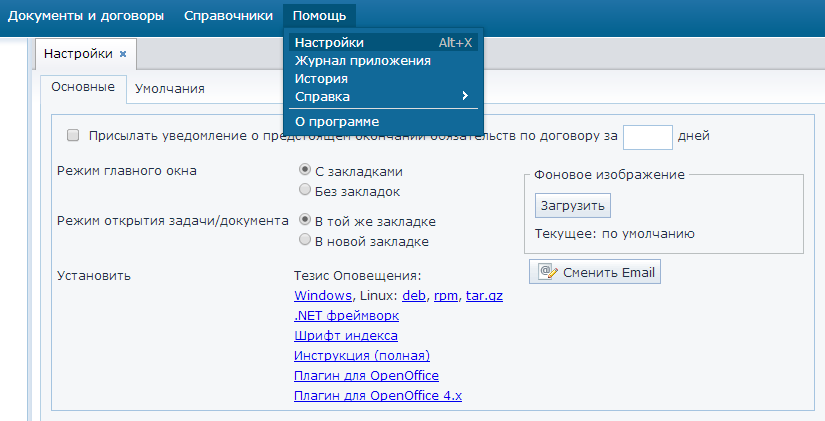 Документы и договоры Справочники Помощь
Настройки Alt+X
Журнал приложения
История
Справка
О программе
Настройки ×
Основные Умолчания
Присылать уведомление о предстоящем окончании обязательств по договору за дней
Режим главного окна С закладками
Без закладок
Режим открытия задачи/документа В той же закладке
В новой закладке
Фоновое изображение
Загрузить
Текущее: по умолчанию
Сменить Email
Установить Тезис Оповещения:
Windows, Linux: deb, rpm, tar.gz
.NET фреймворк
Шрифт индекса
Инструкция (полная)
Плагин для OpenOffice
Плагин для OpenOffice 4.x